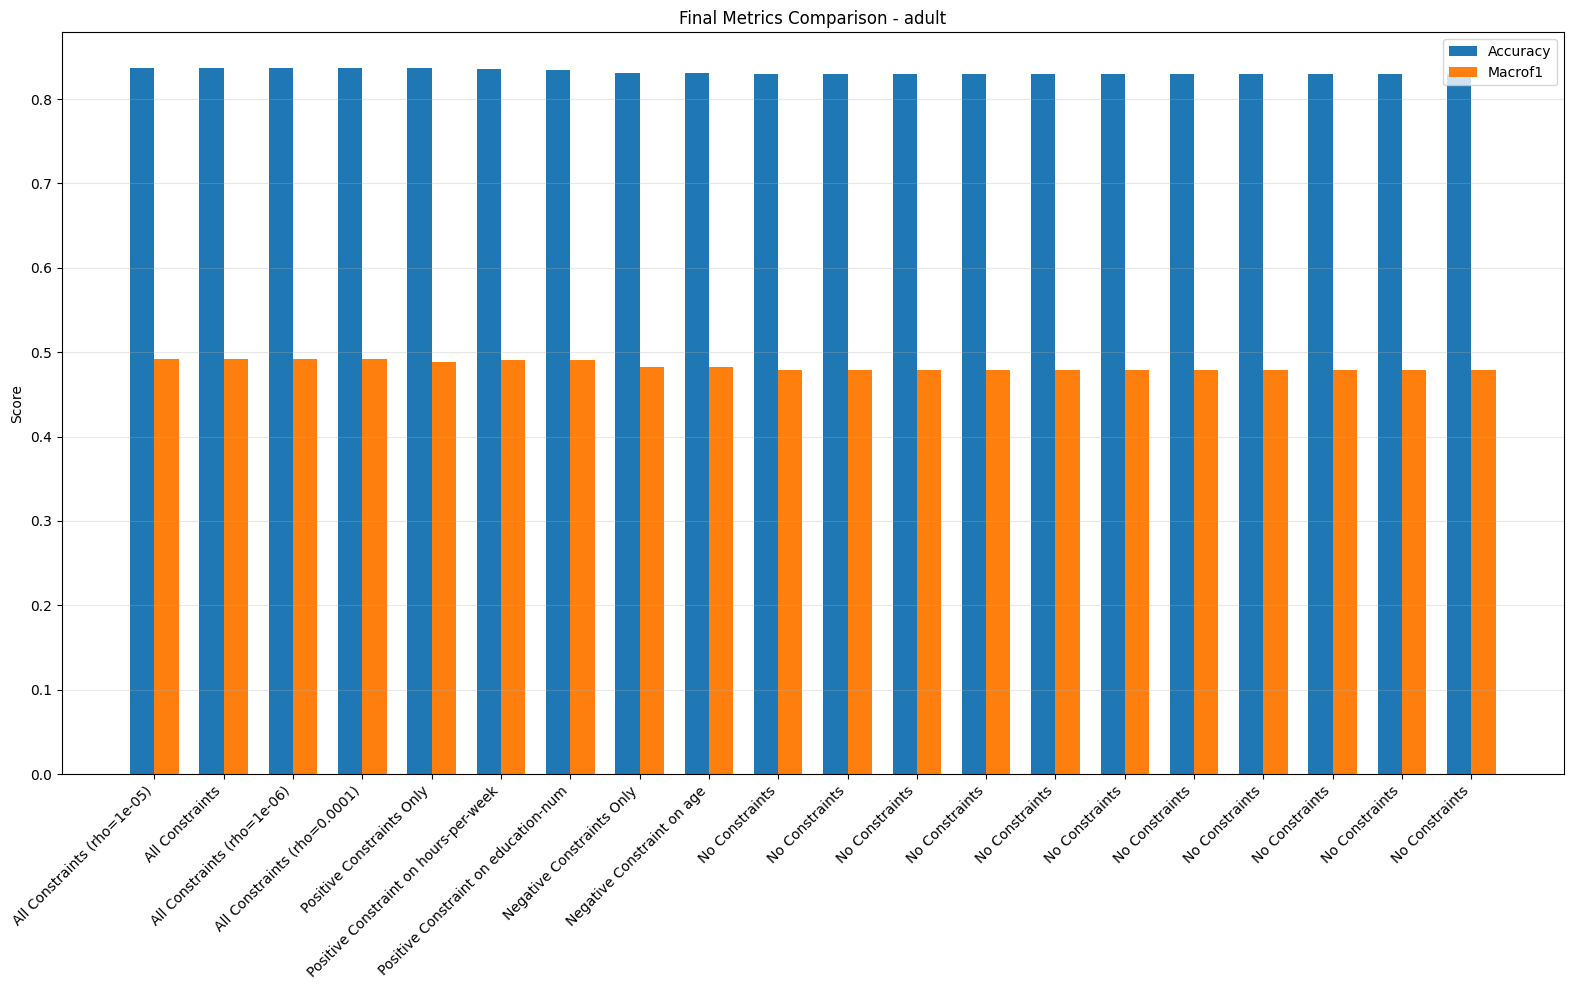 Final Metrics Comparison - adult
Accuracy
Macrof1
Score
0.8
0.7
0.6
0.5
0.4
0.3
0.2
0.1
0.0
All Constraints (rho=1e-05)
All Constraints
All Constraints (rho=1e-06)
All Constraints (rho=0.0001)
Positive Constraints Only
Positive Constraint on hours-per-week
Positive Constraint on education-num
Negative Constraints Only
Negative Constraint on age
No Constraints
No Constraints
No Constraints
No Constraints
No Constraints
No Constraints
No Constraints
No Constraints
No Constraints
No Constraints
No Constraints